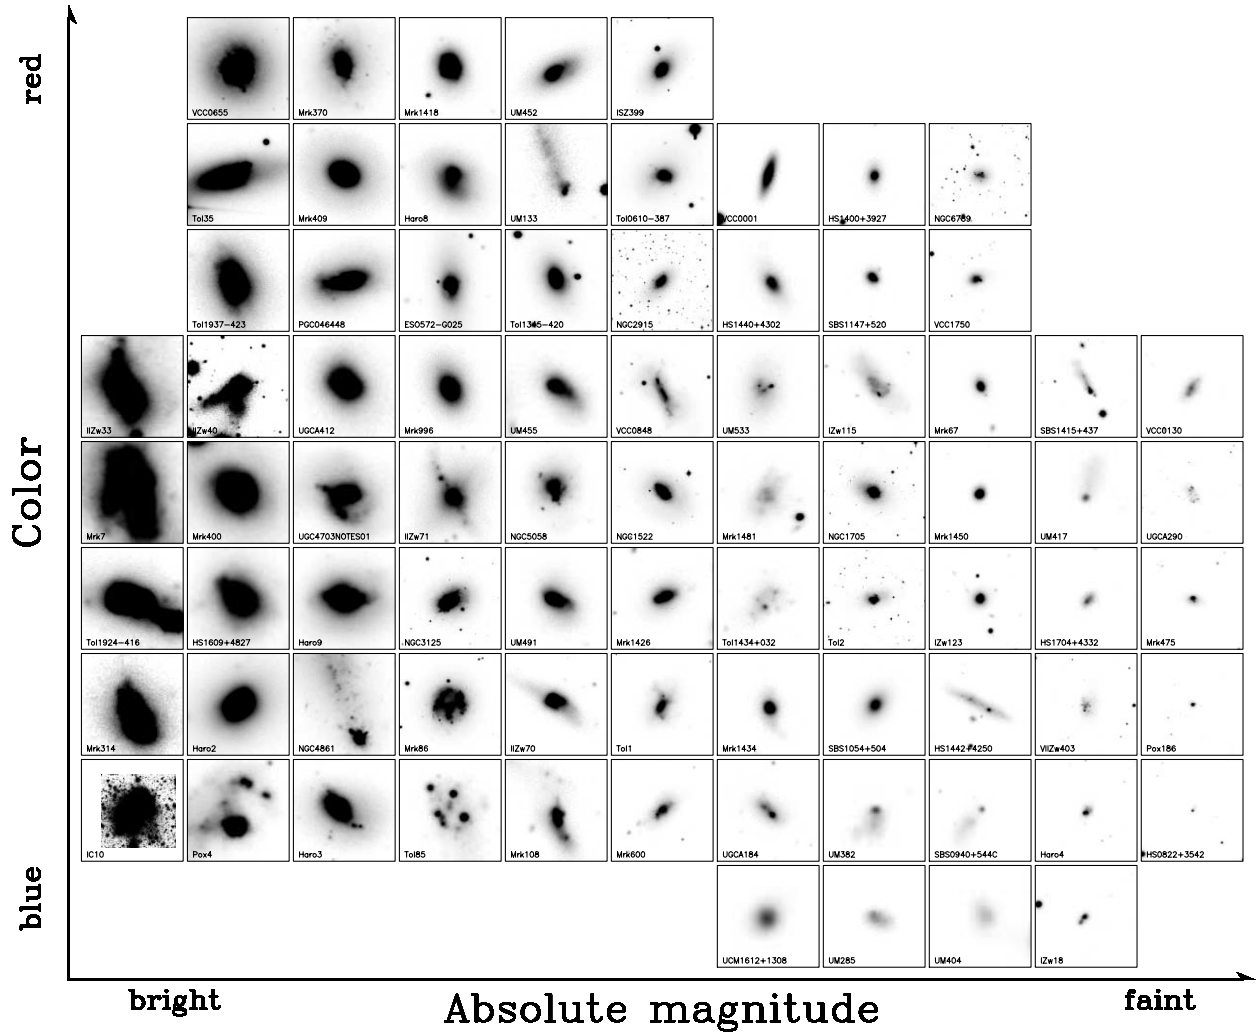 red
VCC0655 Mrk370 Mrk1418 UM452 ISZ399
Tol35 Mrk409 Haro8 UM133 Tol0610-387 VCC0001 HS1400+3927 NGC6789
Tol1937-423 PGC046448 ESO572-G025 Tol1345-420 NGC2915 HS1440+4302 SBS1147+520 VCC1750
IIZw33 IIZw40 UGCA412 Mrk996 UM455 VCC0848 UM533 IZw115 Mrk67 SBS1415+437 VCC0130
Color
Mrk7 Mrk400 UGC4703NOTES01 IIZw71 NGC5058 NGC1522 Mrk1481 NGC1705 Mrk1450 UM417 UGCA290
Tol1924-416 HS1609+4827 Haro9 NGC3125 UM491 Mrk1426 Tol1434+032 Tol2 IZw123 HS1704+4332 Mrk475
Mrk314 Haro2 NGC4861 Mrk86 IIZw70 Tol1 Mrk1434 SBS1054+504 HS1442+4250 VIIZw403 Pox186
IC10 Pox4 Haro3 Tol85 Mrk108 Mrk600 UGCA184 UM382 SBS0940+544C Haro4 HS0822+3542
blue
UCM1612+1308 UM285 UM404 IZw18
bright Absolute magnitude faint